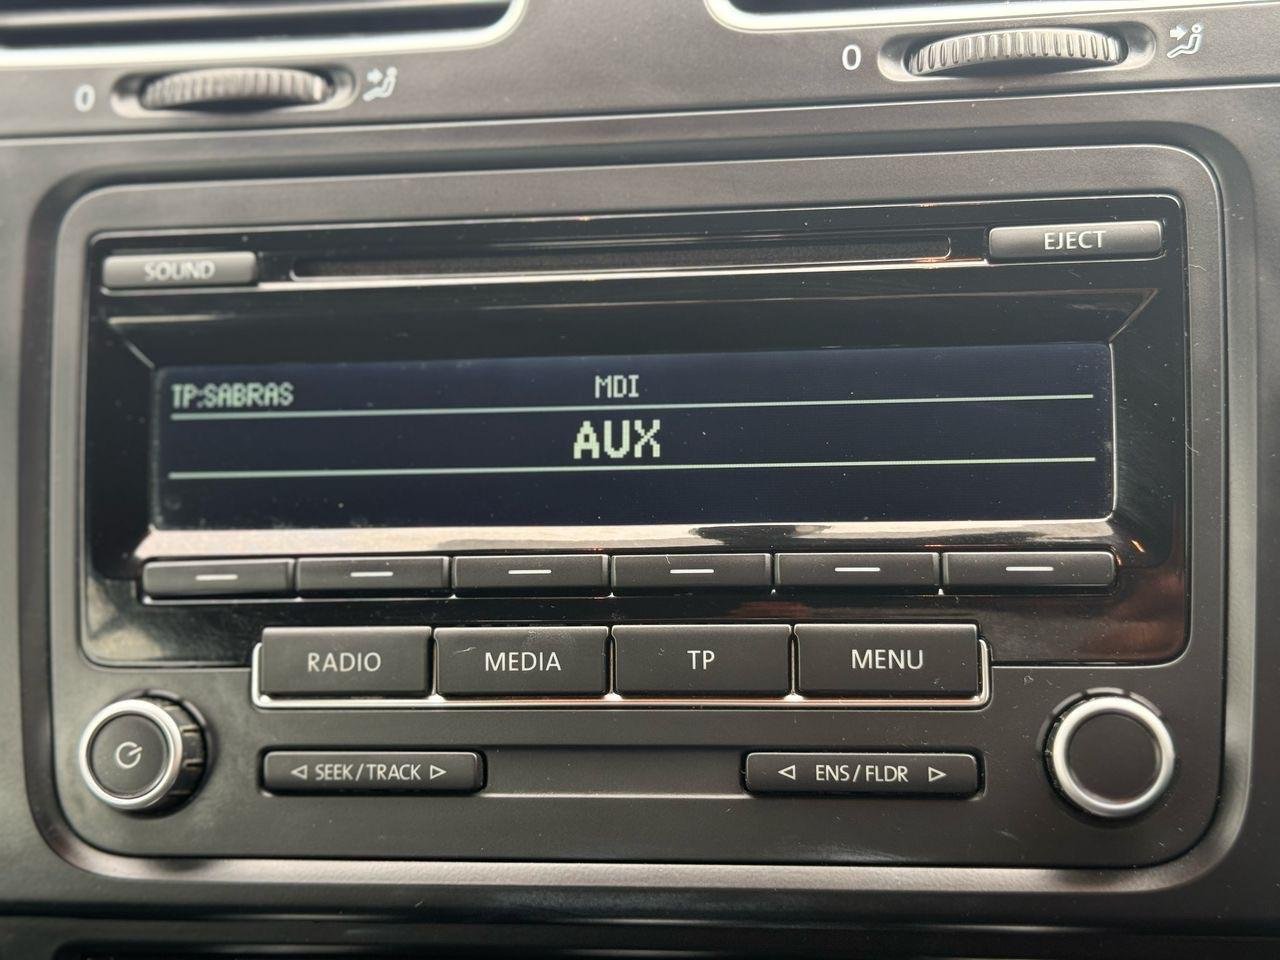 0
0
SOUND
EJECT
TP:SABRAS
MDI
AUX
RADIO
MEDIA
TP
MENU
SEEK/TRACK
ENS/FLDR